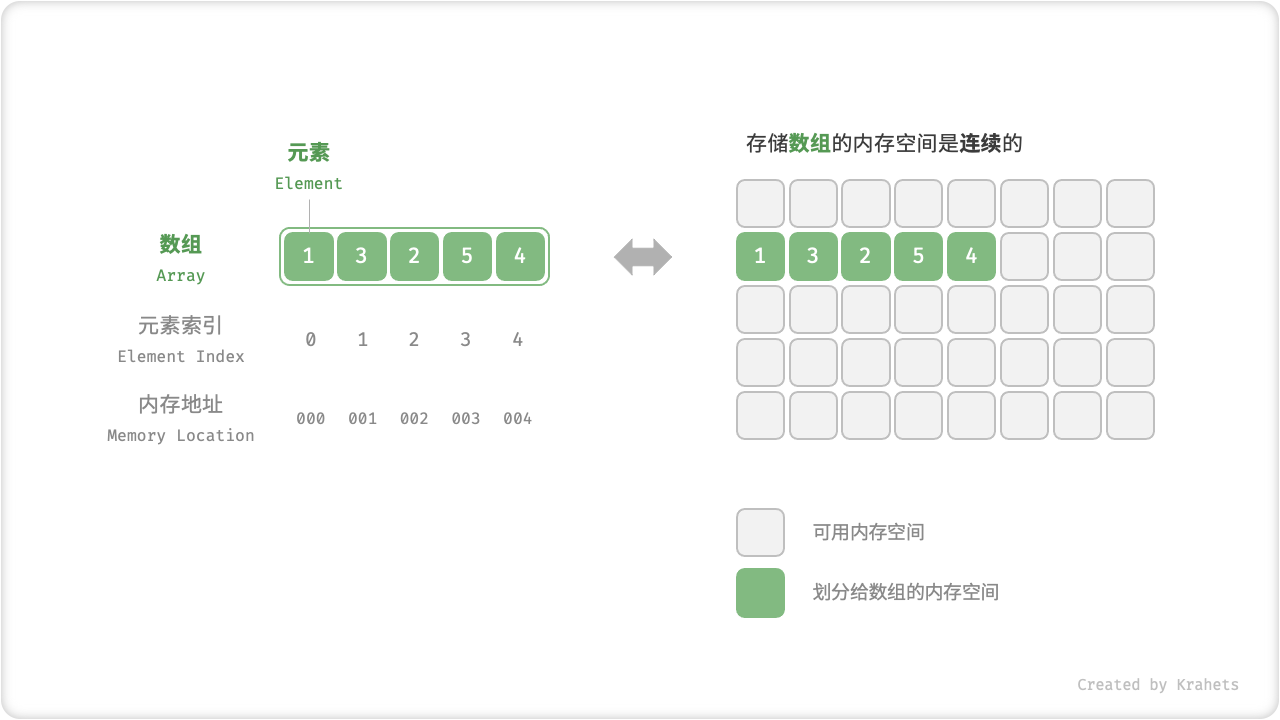 元素
Element
数组
Array
1 3 2 5 4
元素索引
Element Index
0 1 2 3 4
内存地址
Memory Location
000 001 002 003 004
存储数组的内存空间是连续的
1 3 2 5 4
可用内存空间
划分给数组的内存空间
Created by Krahets